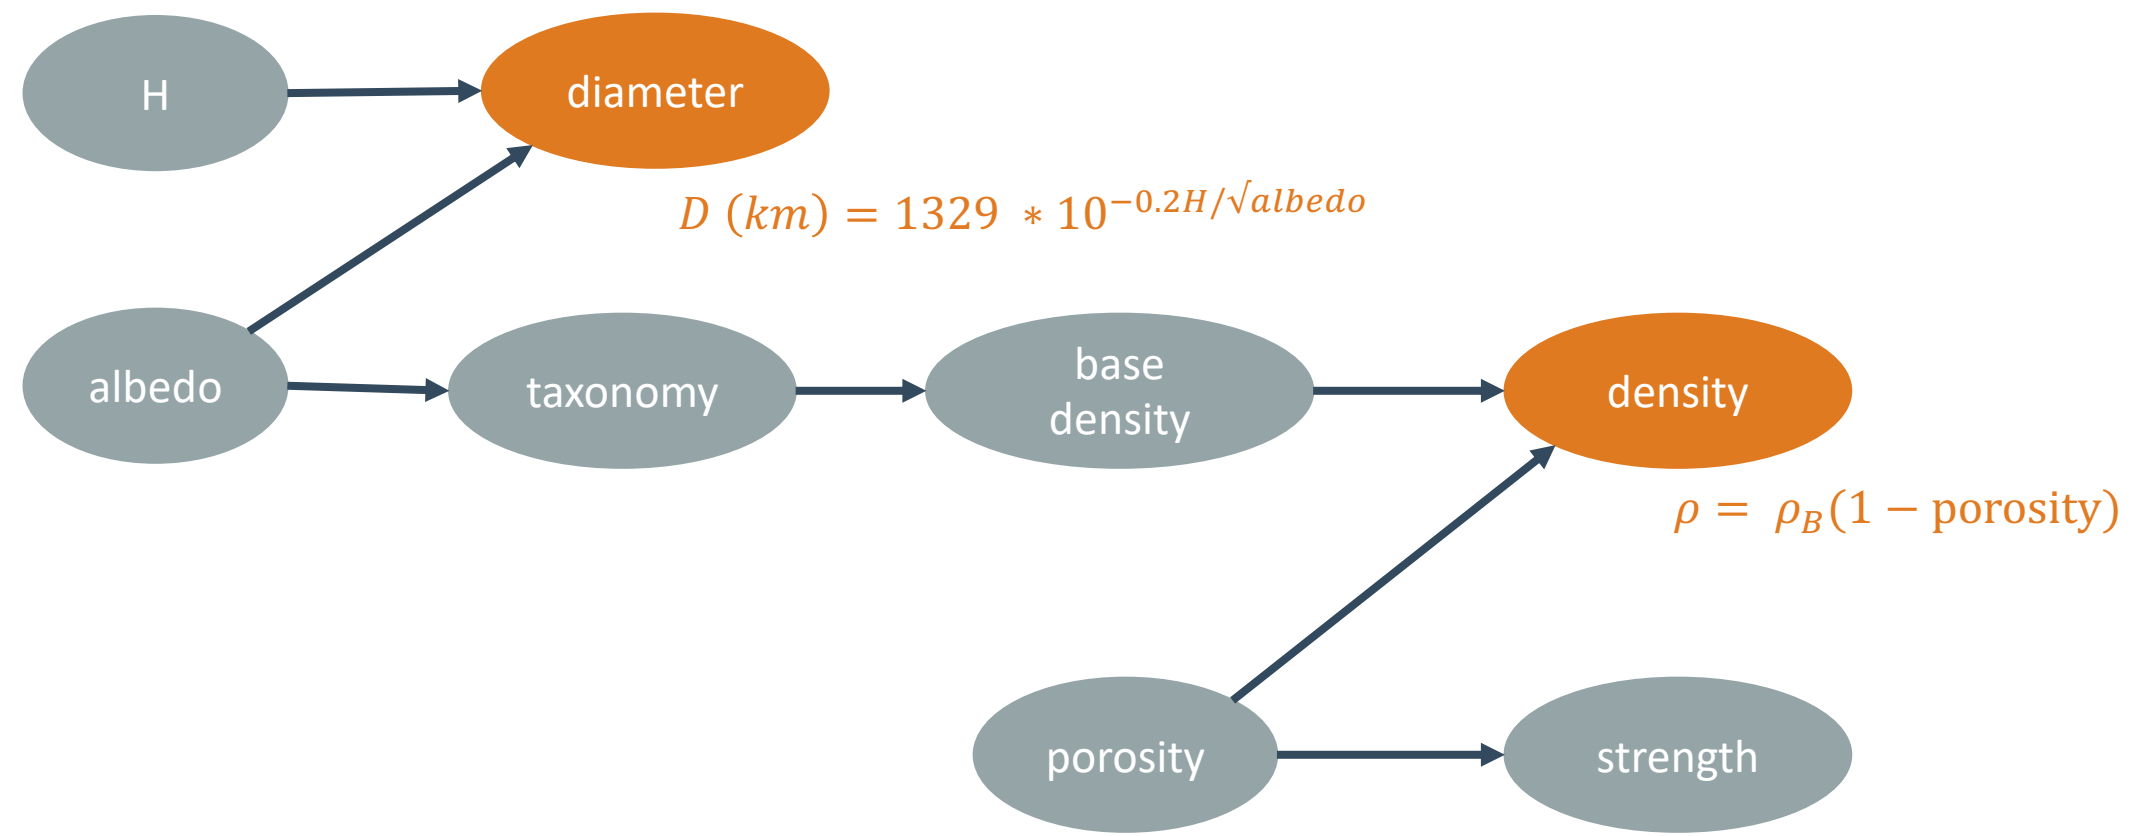 H
diameter
D (km) = 1329 * 10^{-0.2H/√albedo}
albedo
taxonomy
base
density
density
ρ = ρ_B(1 − porosity)
porosity
strength